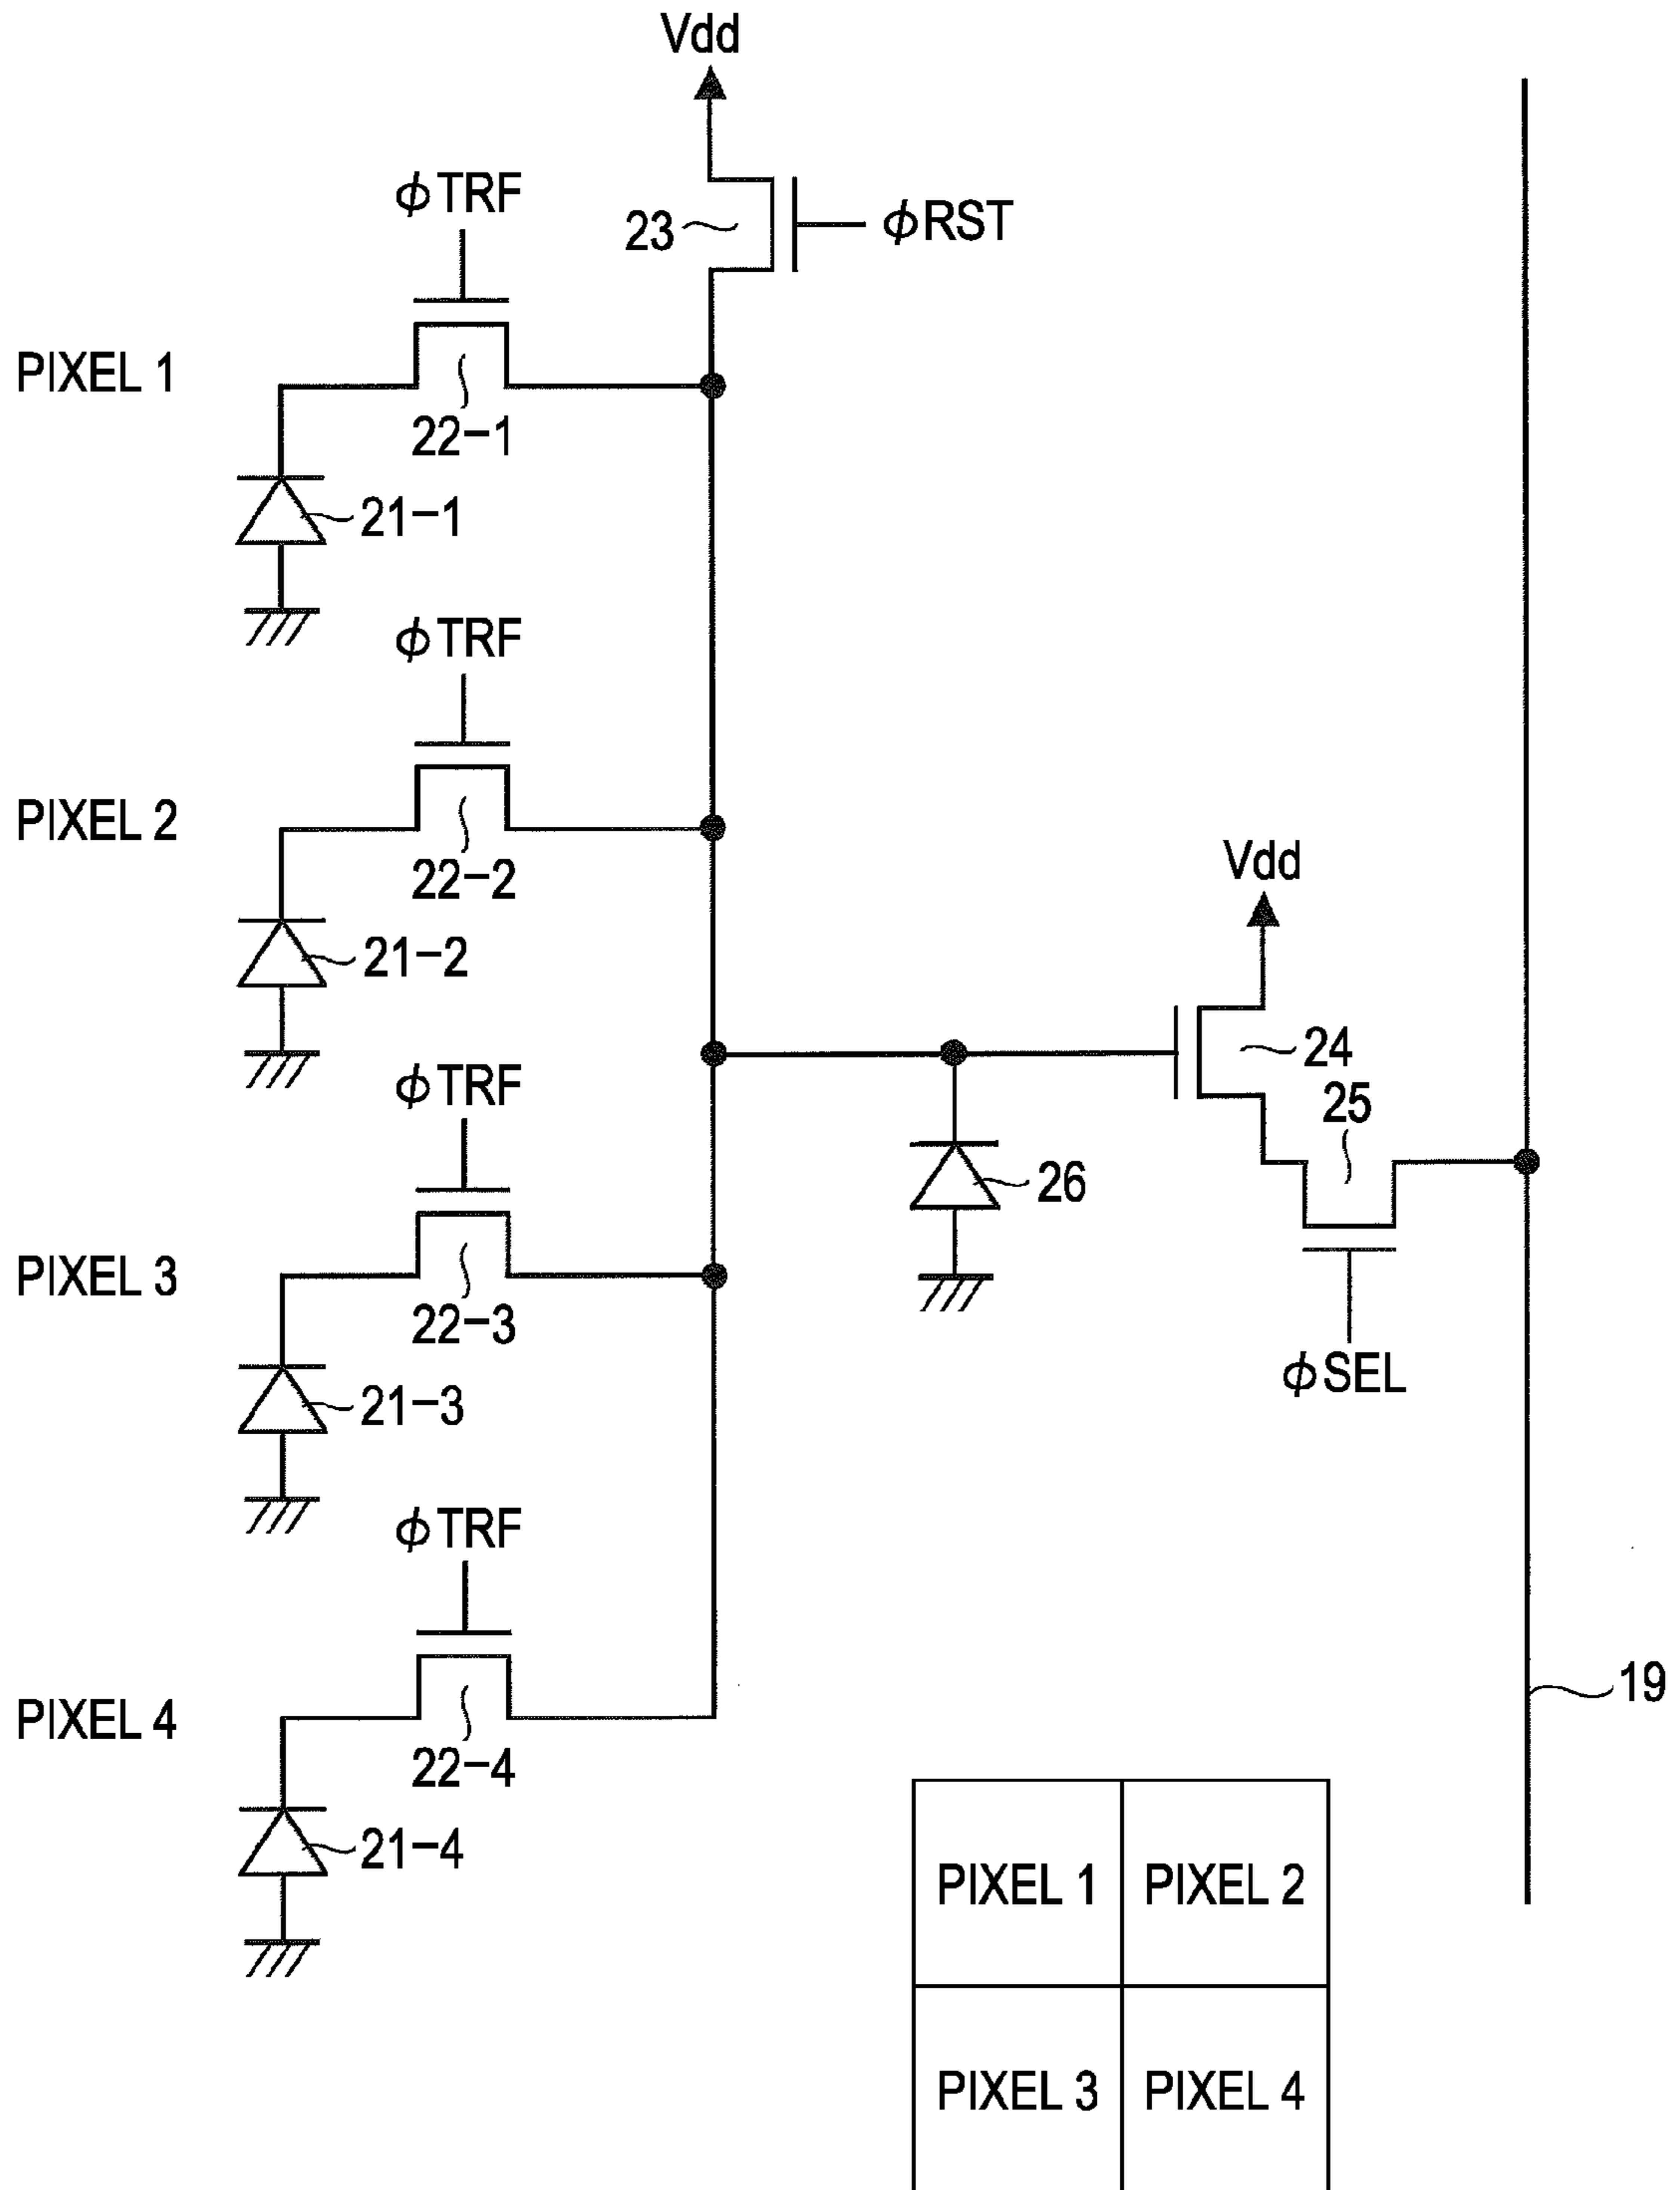 Vdd
ϕTRF
23
ϕRST
PIXEL 1
22-1
21-1
ϕTRF
PIXEL 2
22-2
21-2
Vdd
24
25
ϕTRF
26
PIXEL 3
22-3
21-3
ϕSEL
ϕTRF
19
PIXEL 4
22-4
21-4
PIXEL 1 PIXEL 2
PIXEL 3 PIXEL 4